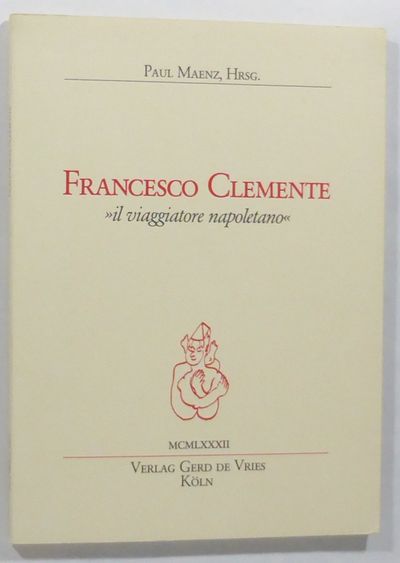 PAUL MAENZ, HRSG.
FRANCESCO CLEMENTE
»il viaggiatore napoletano«
MCMLXXXII
VERLAG GERD DE VRIES
KÖLN